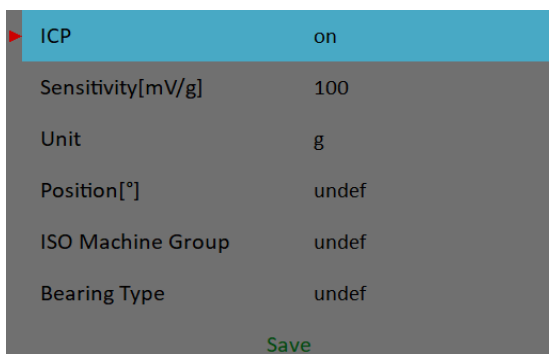 ICP on
Sensitivity[mV/g] 100
Unit g
Position[°] undef
ISO Machine Group undef
Bearing Type undef
Save